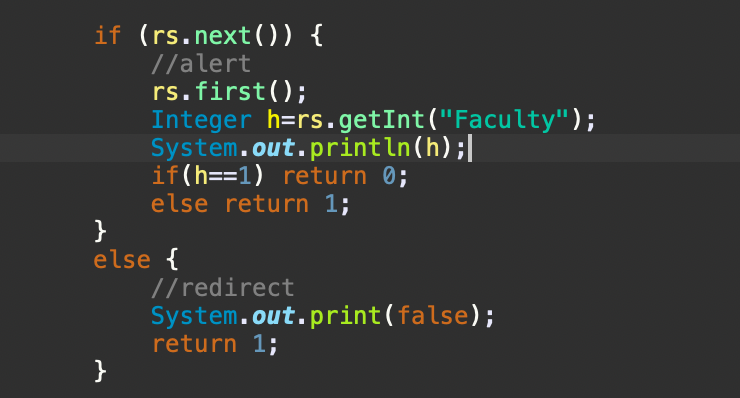 if (rs.next()) {
//alert
rs.first();
Integer h=rs.getInt("Faculty");
System.out.println(h);
if(h==1) return 0;
else return 1;
}
else {
//redirect
System.out.print(false);
return 1;
}